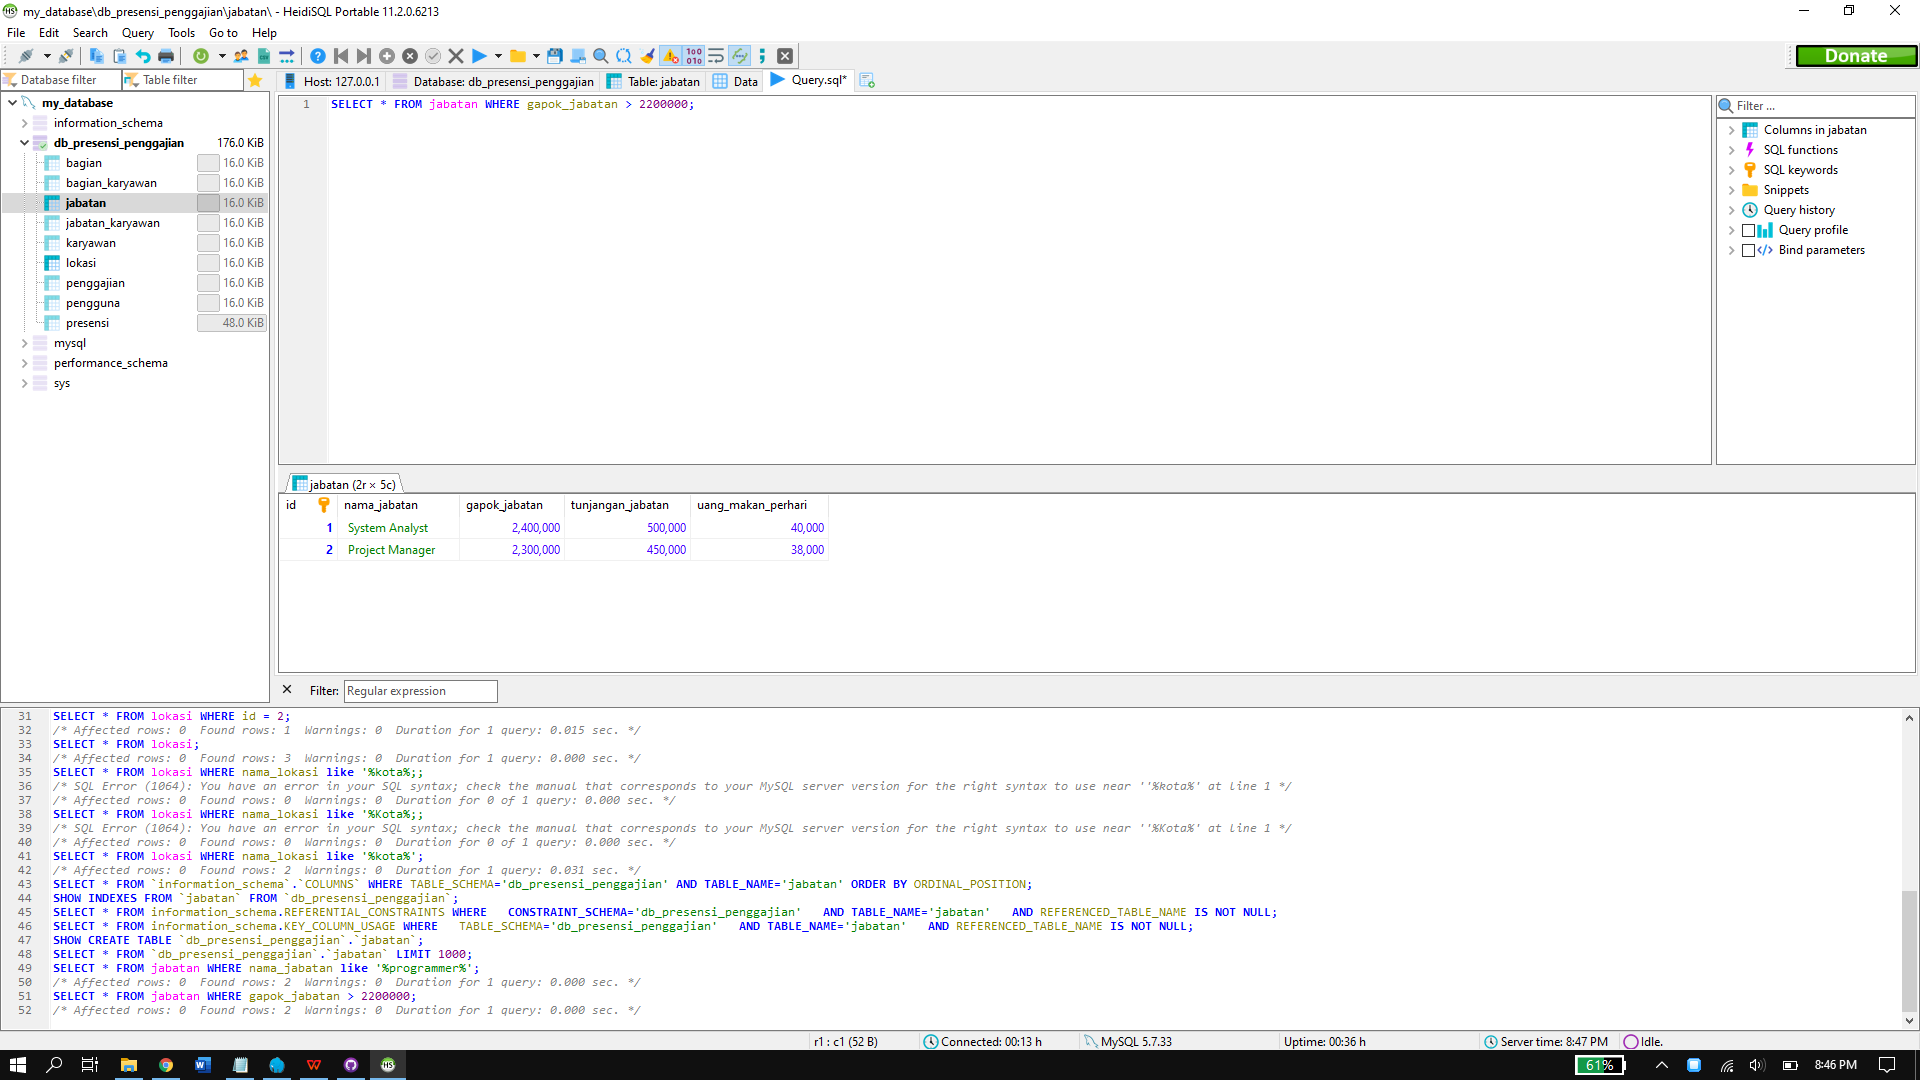 my_database\db_presensi_penggajian\jabatan\ - HeidiSQL Portable 11.2.0.6213
File Edit Search Query Tools Go to Help
Donate
Database filter Table filter Host: 127.0.0.1 Database: db_presensi_penggajian Table: jabatan Data Query.sql*
my_database
information_schema
db_presensi_penggajian 176.0 KiB
bagian 16.0 KiB
bagian_karyawan 16.0 KiB
jabatan 16.0 KiB
jabatan_karyawan 16.0 KiB
karyawan 16.0 KiB
lokasi 16.0 KiB
penggajian 16.0 KiB
pengguna 16.0 KiB
presensi 48.0 KiB
mysql
performance_schema
sys
1 SELECT * FROM jabatan WHERE gapok_jabatan > 2200000;
Filter ...
Columns in jabatan
SQL functions
SQL keywords
Snippets
Query history
Query profile
Bind parameters
jabatan (2r × 5c)
id nama_jabatan gapok_jabatan tunjangan_jabatan uang_makan_perhari
1 System Analyst 2,400,000 500,000 40,000
2 Project Manager 2,300,000 450,000 38,000
Filter: Regular expression
31 SELECT * FROM lokasi WHERE id = 2;
32 /* Affected rows: 0 Found rows: 1 Warnings: 0 Duration for 1 query: 0.015 sec. */
33 SELECT * FROM lokasi;
34 /* Affected rows: 0 Found rows: 3 Warnings: 0 Duration for 1 query: 0.000 sec. */
35 SELECT * FROM lokasi WHERE nama_lokasi like '%kota%;;
36 /* SQL Error (1064): You have an error in your SQL syntax; check the manual that corresponds to your MySQL server version for the right syntax to use near ''%kota%' at line 1 */
37 /* Affected rows: 0 Found rows: 0 Warnings: 0 Duration for 0 of 1 query: 0.000 sec. */
38 SELECT * FROM lokasi WHERE nama_lokasi like '%Kota%;;
39 /* SQL Error (1064): You have an error in your SQL syntax; check the manual that corresponds to your MySQL server version for the right syntax to use near ''%Kota%' at line 1 */
40 /* Affected rows: 0 Found rows: 0 Warnings: 0 Duration for 0 of 1 query: 0.000 sec. */
41 SELECT * FROM lokasi WHERE nama_lokasi like '%kota%';
42 /* Affected rows: 0 Found rows: 2 Warnings: 0 Duration for 1 query: 0.031 sec. */
43 SELECT * FROM `information_schema`.`COLUMNS` WHERE TABLE_SCHEMA='db_presensi_penggajian' AND TABLE_NAME='jabatan' ORDER BY ORDINAL_POSITION;
44 SHOW INDEXES FROM `jabatan` FROM `db_presensi_penggajian`;
45 SELECT * FROM information_schema.REFERENTIAL_CONSTRAINTS WHERE CONSTRAINT_SCHEMA='db_presensi_penggajian' AND TABLE_NAME='jabatan' AND REFERENCED_TABLE_NAME IS NOT NULL;
46 SELECT * FROM information_schema.KEY_COLUMN_USAGE WHERE TABLE_SCHEMA='db_presensi_penggajian' AND TABLE_NAME='jabatan' AND REFERENCED_TABLE_NAME IS NOT NULL;
47 SHOW CREATE TABLE `db_presensi_penggajian`.`jabatan`;
48 SELECT * FROM `db_presensi_penggajian`.`jabatan` LIMIT 1000;
49 SELECT * FROM jabatan WHERE nama_jabatan like '%programmer%';
50 /* Affected rows: 0 Found rows: 2 Warnings: 0 Duration for 1 query: 0.000 sec. */
51 SELECT * FROM jabatan WHERE gapok_jabatan > 2200000;
52 /* Affected rows: 0 Found rows: 2 Warnings: 0 Duration for 1 query: 0.000 sec. */
r1 : c1 (52 B) Connected: 00:13 h MySQL 5.7.33 Uptime: 00:36 h Server time: 8:47 PM Idle.
61% 8:46 PM